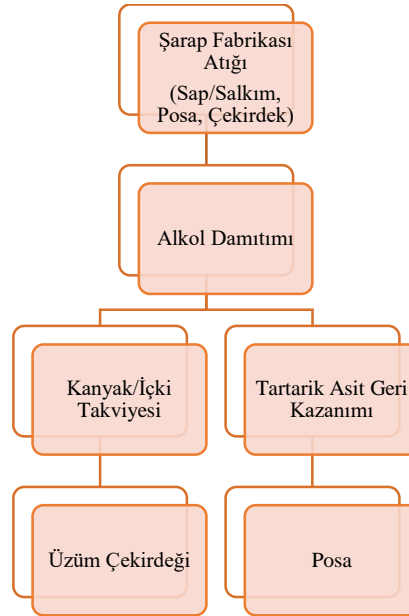 Şarap Fabrikası
Atığı
(Sap/Salkım,
Posa, Çekirdek)
Alkol Damıtımı
Kanyak/İçki
Takviyesi
Tartarik Asit Geri
Kazanımı
Üzüm Çekirdeği
Posa